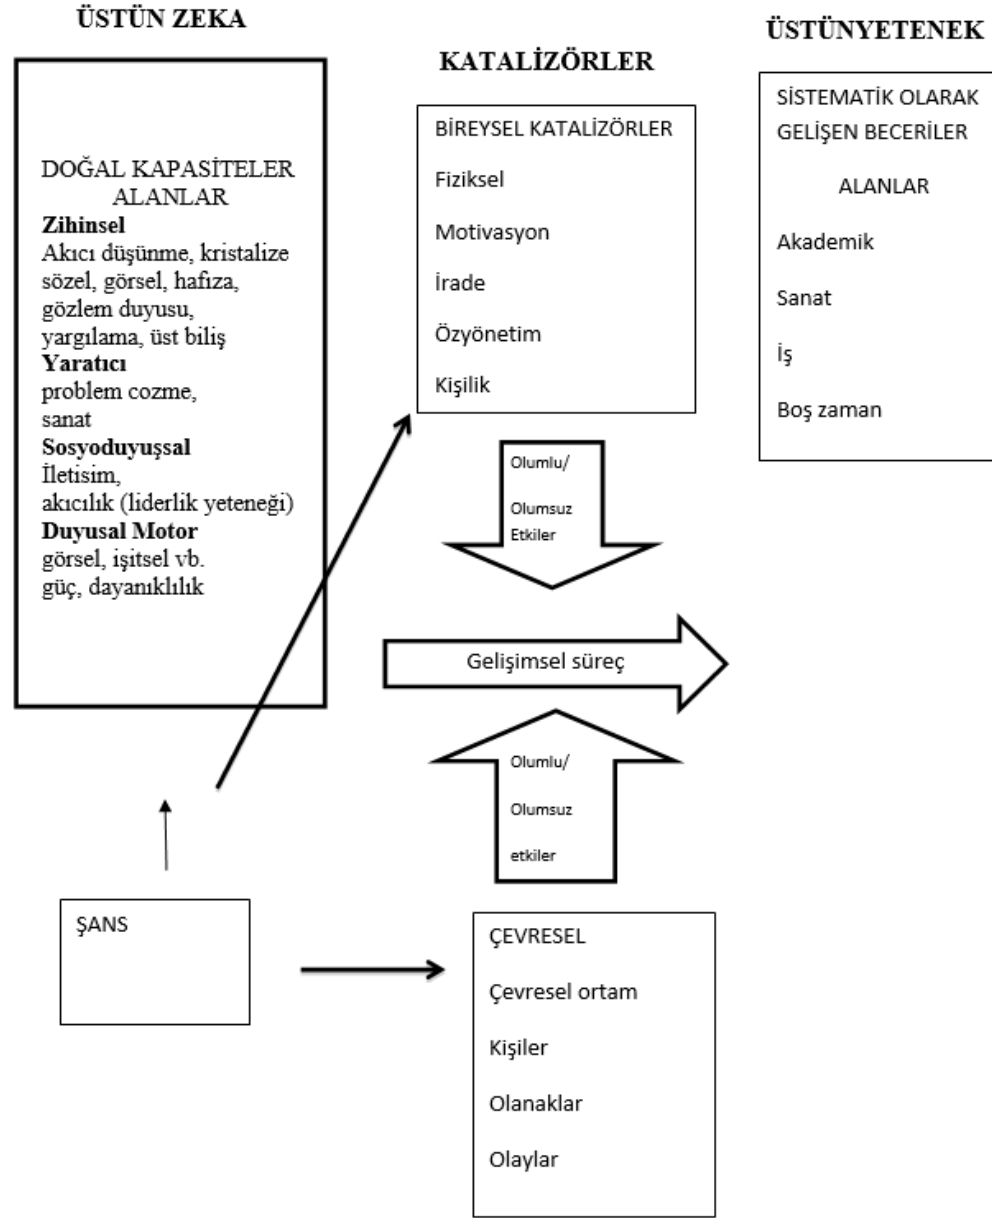 ÜSTÜN ZEKA
DOĞAL KAPASİTELER
ALANLAR
Zihinsel
Akıcı düşünme, kristalize
sözel, görsel, hafıza,
gözlem duyusu,
yargılama, üst biliş
Yaratıcı
problem cozme,
sanat
Sosyoduyuşsal
İletisim,
akıcılık (liderlik yeteneği)
Duyusal Motor
görsel, işitsel vb.
güç, dayanıklılık
KATALİZÖRLER
BİREYSEL KATALİZÖRLER
Fiziksel
Motivasyon
İrade
Özyönetim
Kişilik
Olumlu/
Olumsuz
Etkiler
Gelişimsel süreç
Olumlu/
Olumsuz
etkiler
ÜSTÜNYETENEK
SİSTEMATİK OLARAK
GELİŞEN BECERİLER
ALANLAR
Akademik
Sanat
İş
Boş zaman
ŞANS
ÇEVRESEL
Çevresel ortam
Kişiler
Olanaklar
Olaylar